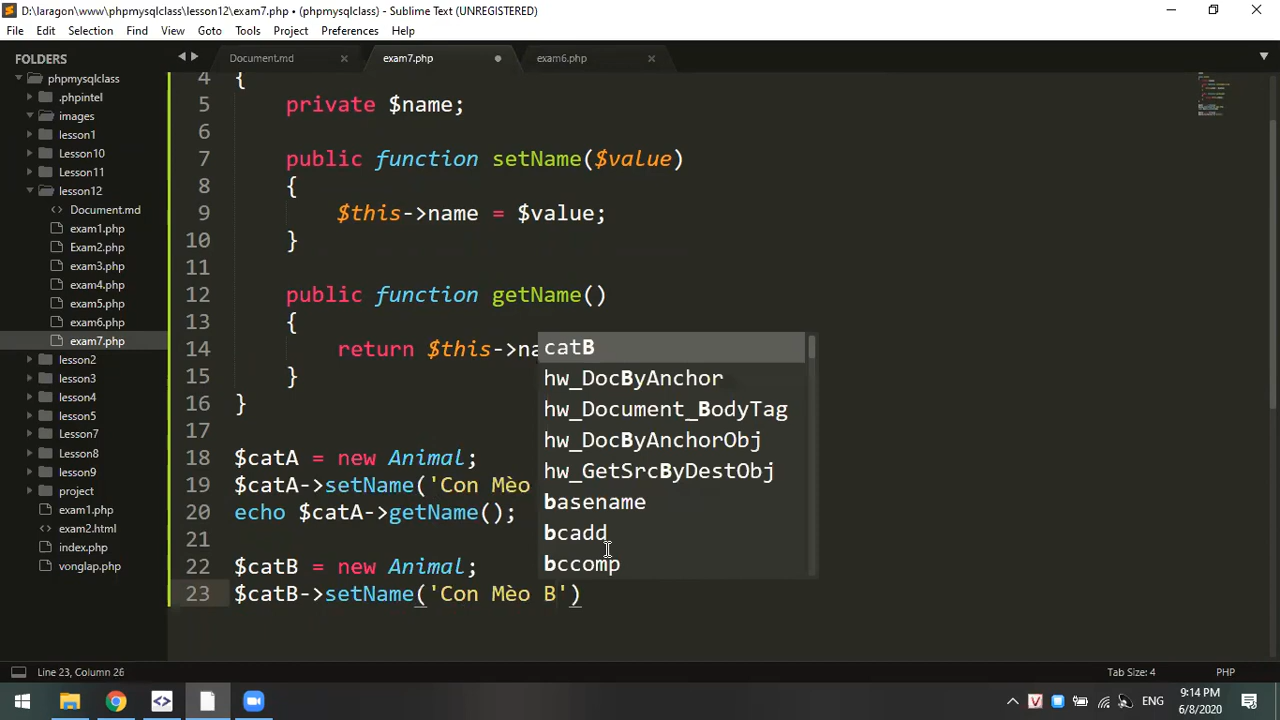 D:\laragon\www\phpmysqlclass\lesson12\exam7.php • (phpmysqlclass) - Sublime Text (UNREGISTERED)
File Edit Selection Find View Goto Tools Project Preferences Help
FOLDERS
phpmysqlclass
.phpintel
images
lesson1
Lesson10
Lesson11
lesson12
Document.md
exam1.php
Exam2.php
exam3.php
exam4.php
exam5.php
exam6.php
exam7.php
lesson2
lesson3
lesson4
lesson5
Lesson7
lesson8
lesson9
project
exam1.php
exam2.html
index.php
vonglap.php
Document.md exam7.php exam6.php
4 {
5 private $name;
6
7 public function setName($value)
8 {
9 $this->name = $value;
10 }
11
12 public function getName()
13 {
14 return $this->na
15 }
16 }
17
18 $catA = new Animal;
19 $catA->setName('Con Mèo
20 echo $catA->getName();
21
22 $catB = new Animal;
23 $catB->setName('Con Mèo B')
catB
hw_DocByAnchor
hw_Document_BodyTag
hw_DocByAnchorObj
hw_GetSrcByDestObj
basename
bcadd
bccomp
Line 23, Column 26 Tab Size: 4 PHP
ENG
9:14 PM
6/8/2020